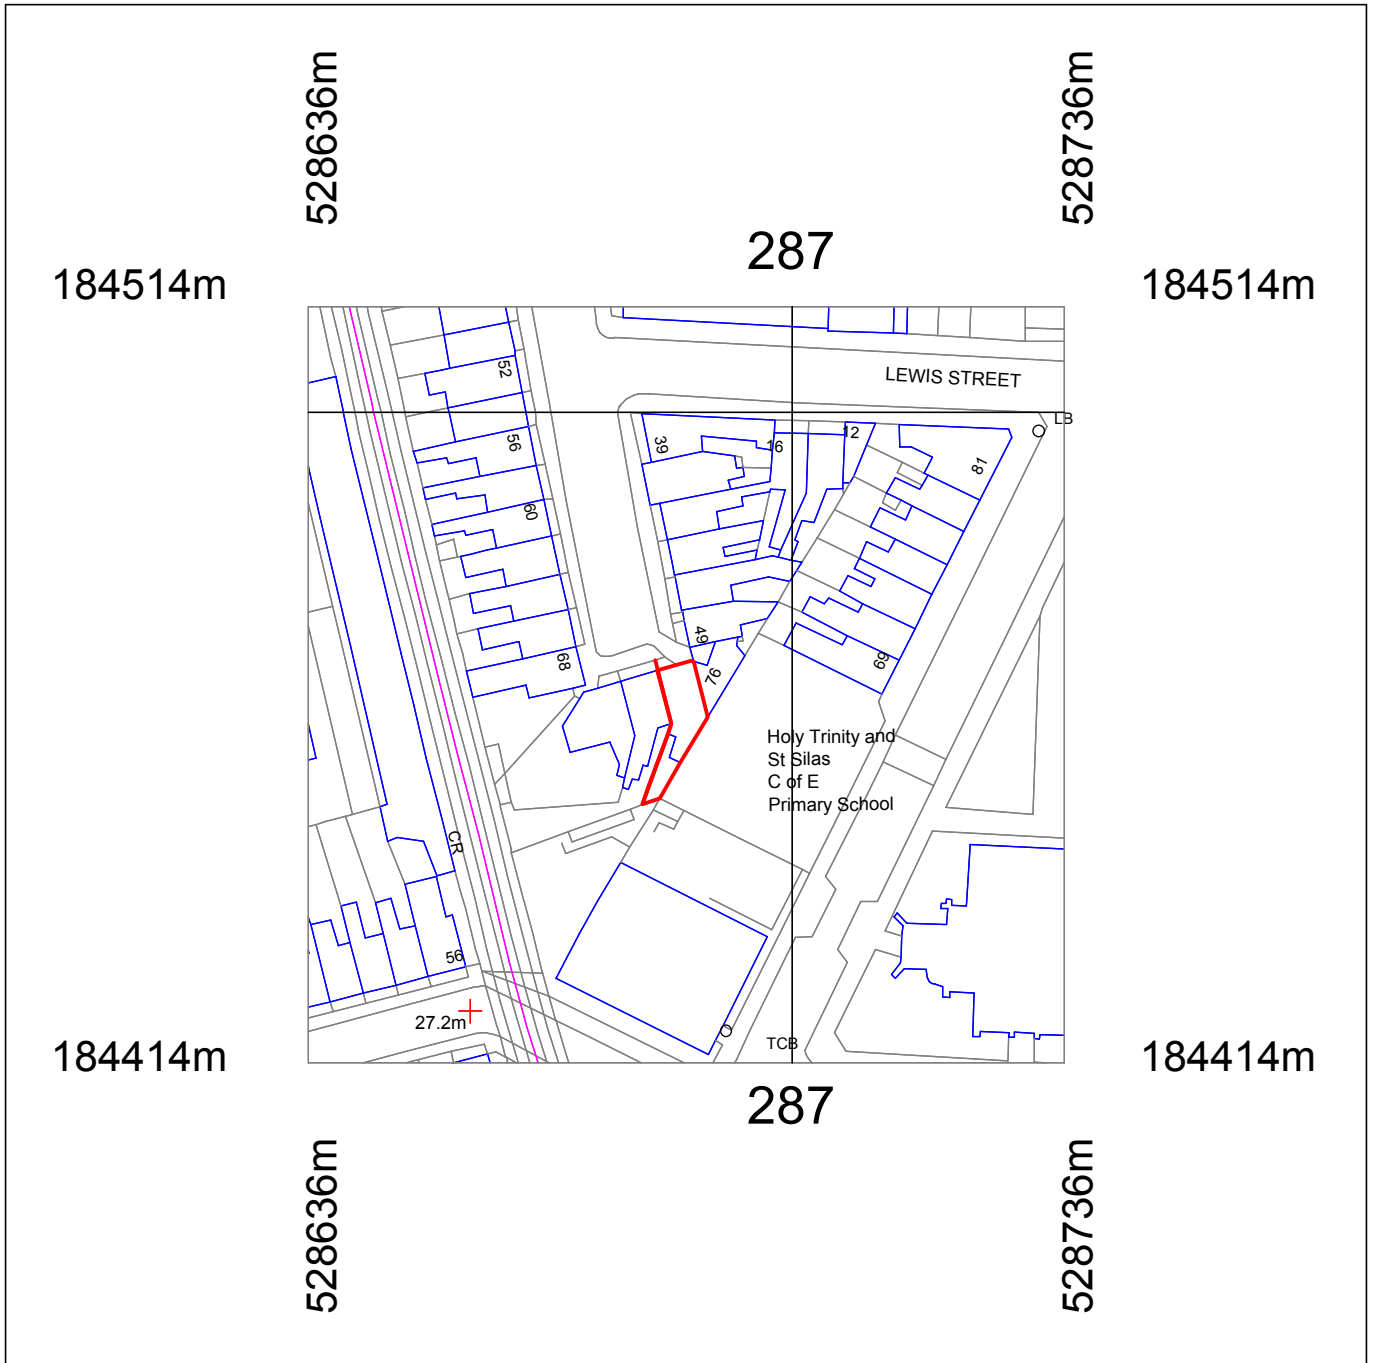 528636m
528736m
287
184514m
184514m
LEWIS STREET
LB
52
56
60
68
39
16
12
81
49
76
69
Holy Trinity and
St Silas
C of E
Primary School
CR
56
27.2m
TCB
184414m
184414m
287
528636m
528736m